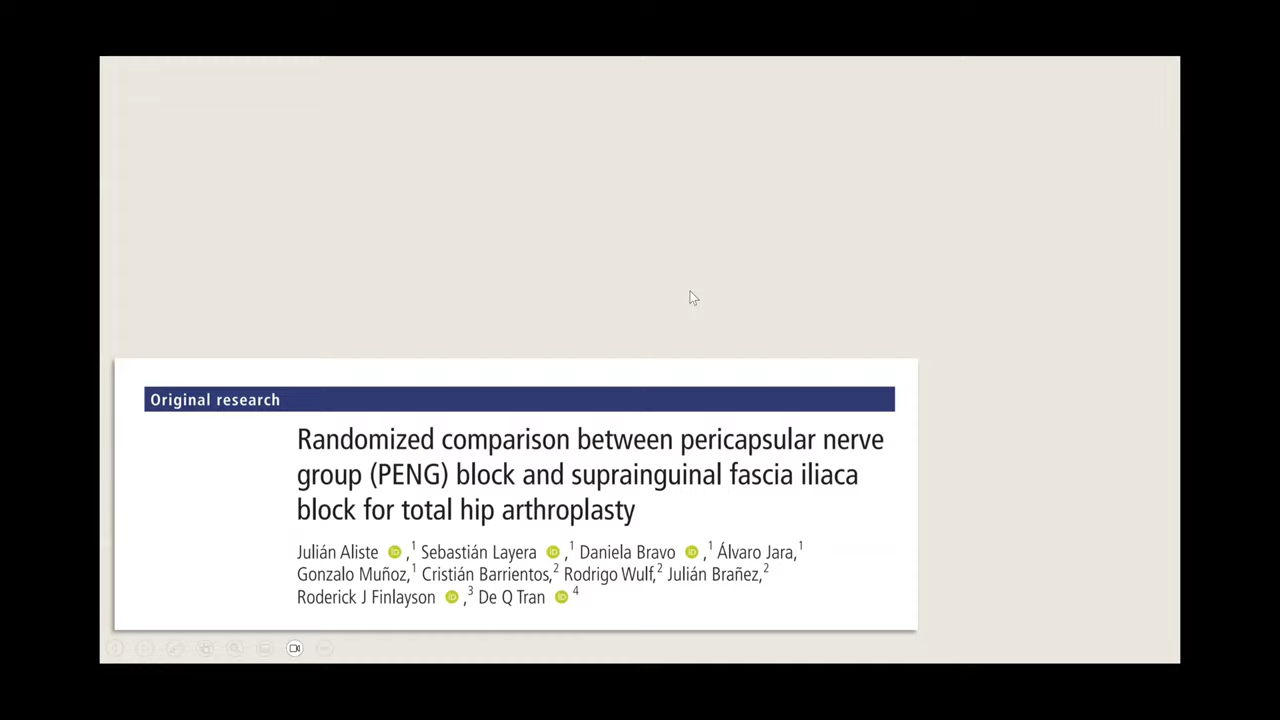 Original research
Randomized comparison between pericapsular nerve
group (PENG) block and suprainguinal fascia iliaca
block for total hip arthroplasty
Julián Aliste ,1 Sebastián Layera ,1 Daniela Bravo ,1 Álvaro Jara,1
Gonzalo Muñoz,1 Cristián Barrientos,2 Rodrigo Wulf,2 Julián Brañez,2
Roderick J Finlayson ,3 De Q Tran 4